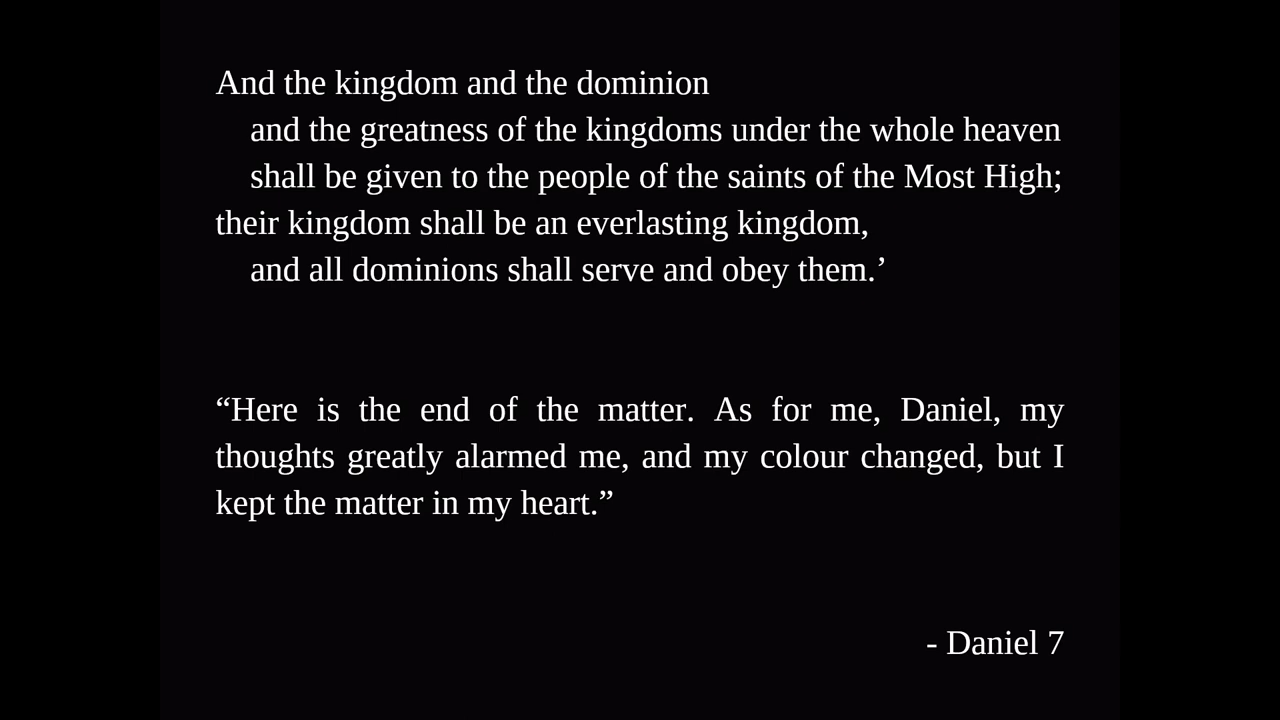 And the kingdom and the dominion
and the greatness of the kingdoms under the whole heaven
shall be given to the people of the saints of the Most High;
their kingdom shall be an everlasting kingdom,
and all dominions shall serve and obey them.’
“Here is the end of the matter. As for me, Daniel, my
thoughts greatly alarmed me, and my colour changed, but I
kept the matter in my heart.”
- Daniel 7